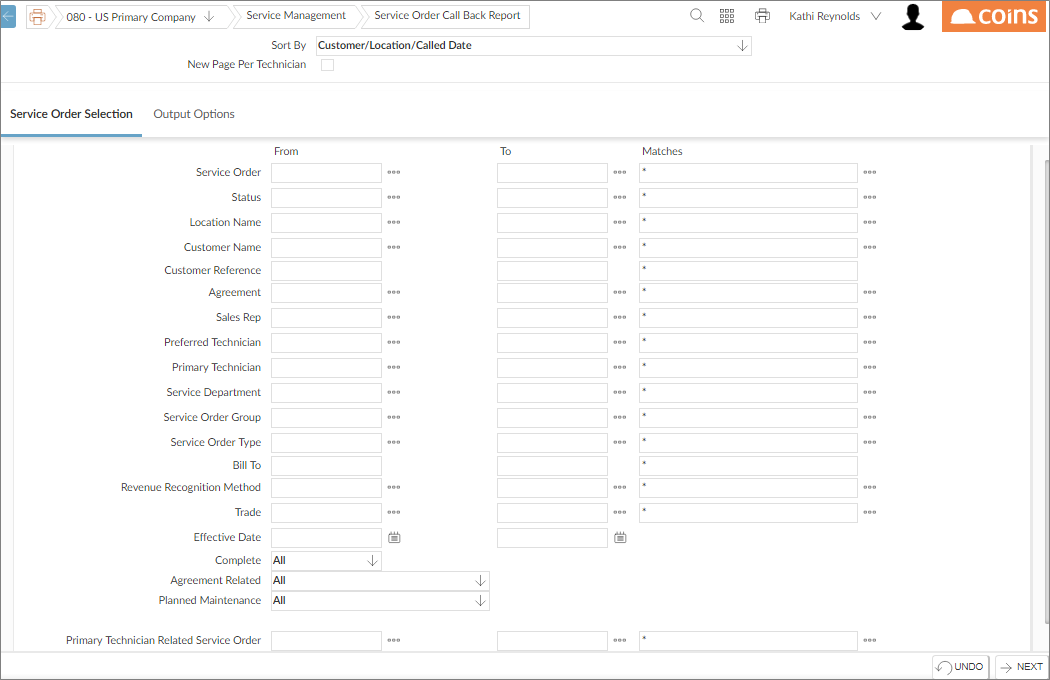 080 - US Primary Company Service Management Service Order Call Back Report Kathi Reynolds coins
Sort By Customer/Location/Called Date
New Page Per Technician
Service Order Selection Output Options
From To Matches
Service Order *
Status *
Location Name *
Customer Name *
Customer Reference *
Agreement *
Sales Rep *
Preferred Technician *
Primary Technician *
Service Department *
Service Order Group *
Service Order Type *
Bill To *
Revenue Recognition Method *
Trade *
Effective Date
Complete All
Agreement Related All
Planned Maintenance All
Primary Technician Related Service Order *
UNDO NEXT